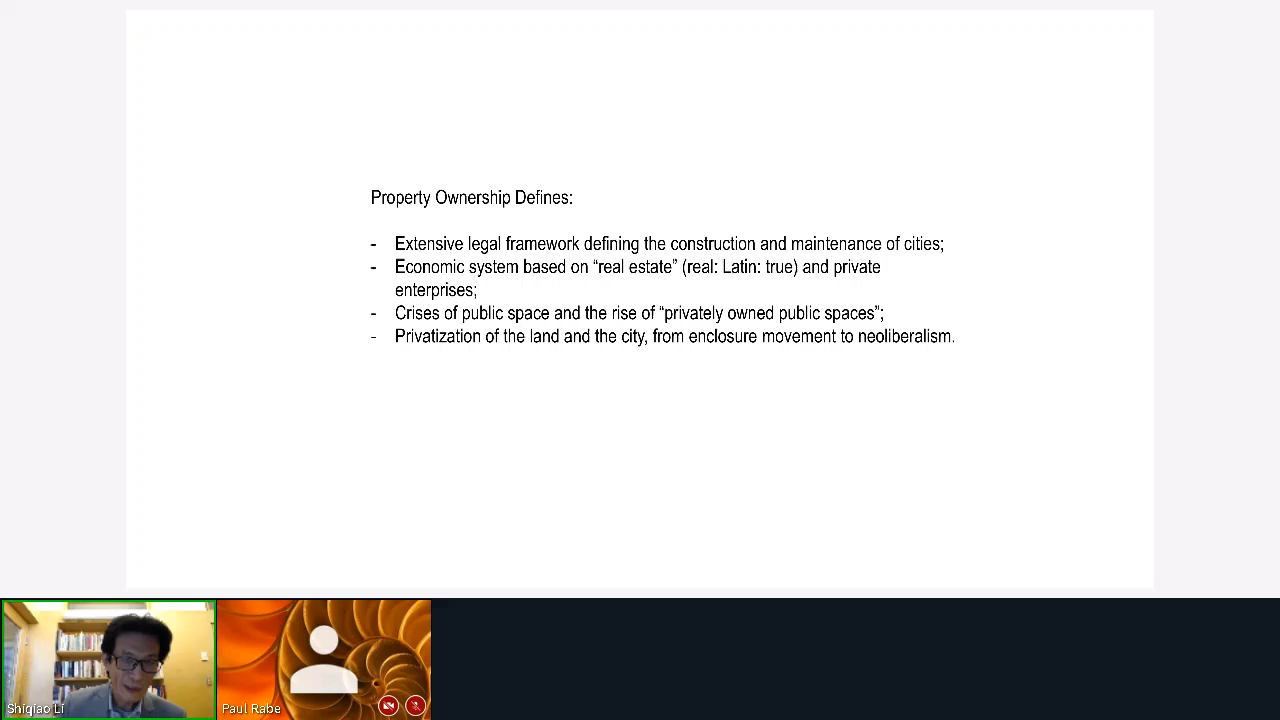 Property Ownership Defines:
- Extensive legal framework defining the construction and maintenance of cities;
- Economic system based on “real estate” (real: Latin: true) and private
enterprises;
- Crises of public space and the rise of “privately owned public spaces”;
- Privatization of the land and the city, from enclosure movement to neoliberalism.
Shiqiao Li
Paul Rabe